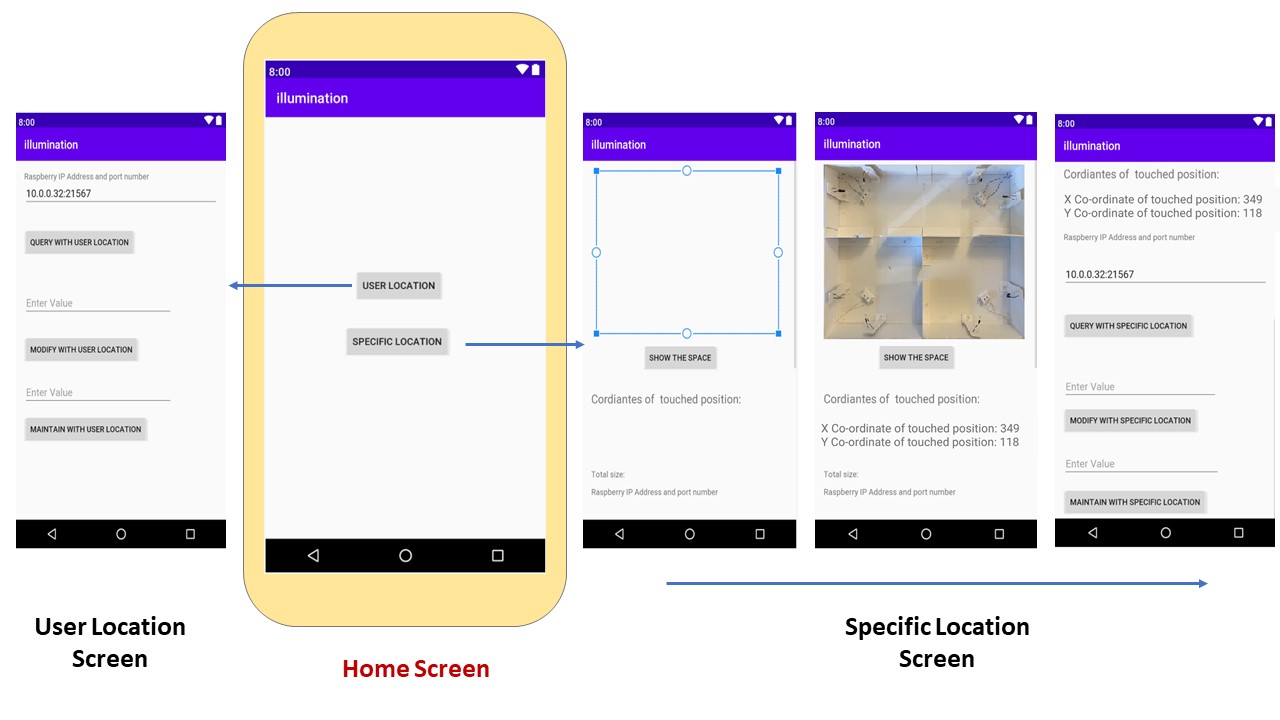 8:00
illumination
Raspberry IP Address and port number
10.0.0.32:21567
QUERY WITH USER LOCATION
Enter Value
MODIFY WITH USER LOCATION
Enter Value
MAINTAIN WITH USER LOCATION
User Location
Screen
8:00
illumination
USER LOCATION
SPECIFIC LOCATION
Home Screen
8:00
illumination
SHOW THE SPACE
Cordiantes of touched position:
Total size:
Raspberry IP Address and port number
8:00
illumination
SHOW THE SPACE
Cordiantes of touched position:
X Co-ordinate of touched position: 349
Y Co-ordinate of touched position: 118
Total size:
Raspberry IP Address and port number
8:00
illumination
Cordiantes of touched position:
X Co-ordinate of touched position: 349
Y Co-ordinate of touched position: 118
Raspberry IP Address and port number
10.0.0.32:21567
QUERY WITH SPECIFIC LOCATION
Enter Value
MODIFY WITH SPECIFIC LOCATION
Enter Value
MAINTAIN WITH SPECIFIC LOCATION
Specific Location
Screen